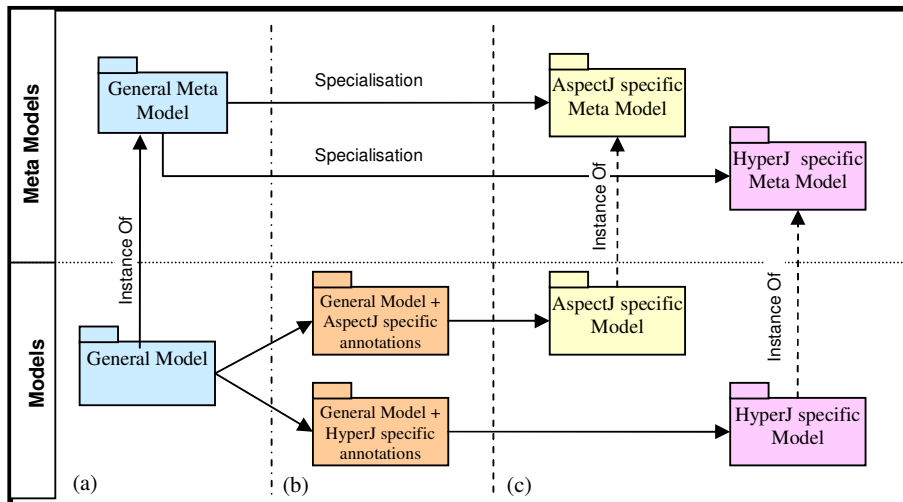 Meta Models
General Meta
Model
Specialisation
AspectJ specific
Meta Model
Specialisation
HyperJ specific
Meta Model
Instance Of
Instance Of
Instance Of
Models
General Model
General Model +
AspectJ specific
annotations
AspectJ specific
Model
General Model +
HyperJ specific
annotations
HyperJ specific
Model
(a)
(b)
(c)